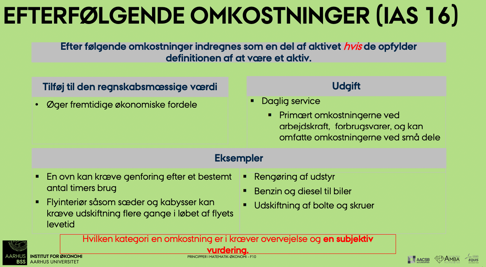 EFTERFØLGENDE OMKOSTNINGER (IAS 16)
Efter følgende omkostninger indregnes som en del af aktivet hvis de opfylder
definitionen af at være et aktiv.
Tilføj til den regnskabsmæssige værdi
• Øger fremtidige økonomiske fordele
Udgift
▪ Daglig service
▪ Primært omkostningerne ved
arbejdskraft, forbrugsvarer, og kan
omfatte omkostningerne ved små dele
Eksempler
▪ En ovn kan kræve genforing efter et bestemt
antal timers brug
▪ Flyinteriør såsom sæder og kabysser kan
kræve udskiftning flere gange i løbet af flyets
levetid
▪ Rengøring af udstyr
▪ Benzin og diesel til biler
▪ Udskiftning af bolte og skruer
Hvilken kategori en omkostning er i kræver overvejelse og en subjektiv
vurdering.
AARHUS
BSS
INSTITUT FOR ØKONOMI
AARHUS UNIVERSITET
AACSB
AMBA